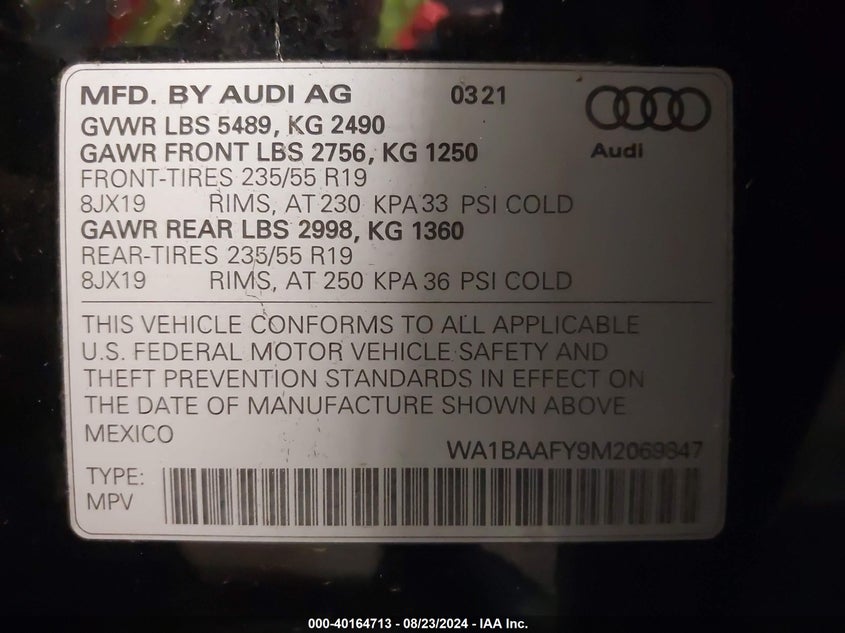 MFD. BY AUDI AG 0321
GVWR LBS 5489, KG 2490
GAWR FRONT LBS 2756, KG 1250
Audi
FRONT-TIRES 235/55 R19
8JX19 RIMS, AT 230 KPA 33 PSI COLD
GAWR REAR LBS 2998, KG 1360
REAR-TIRES 235/55 R19
8JX19 RIMS, AT 250 KPA 36 PSI COLD
THIS VEHICLE CONFORMS TO ALL APPLICABLE
U.S. FEDERAL MOTOR VEHICLE SAFETY AND
THEFT PREVENTION STANDARDS IN EFFECT ON
THE DATE OF MANUFACTURE SHOWN ABOVE
MEXICO
WA1BAAFY9M2069847
TYPE:
MPV
000-40164713 - 08/23/2024 - IAA Inc.